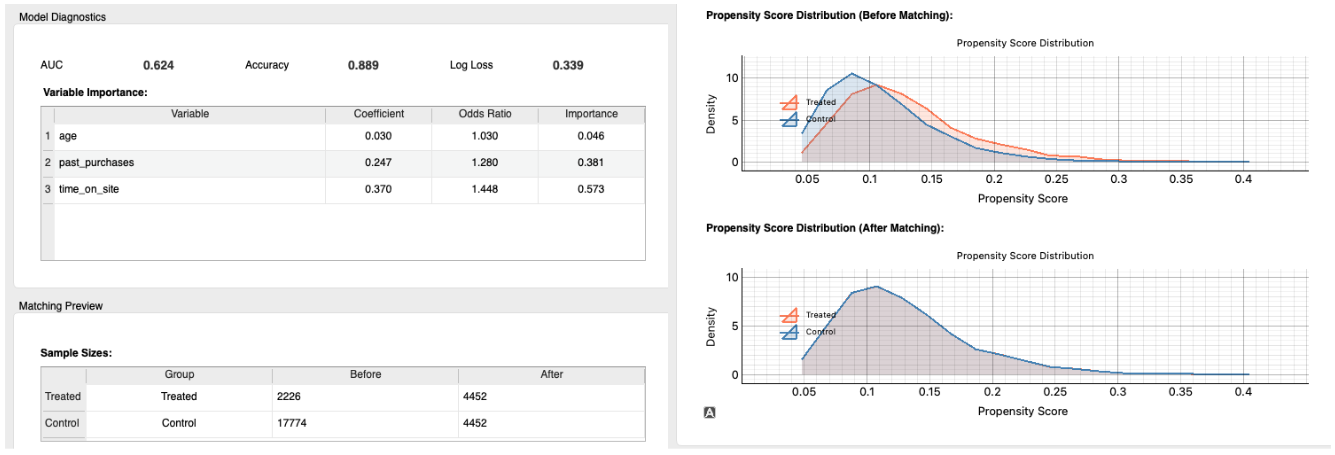 Model Diagnostics
AUC 0.624 Accuracy 0.889 Log Loss 0.339
Variable Importance:
Variable Coefficient Odds Ratio Importance
1 age 0.030 1.030 0.046
2 past_purchases 0.247 1.280 0.381
3 time_on_site 0.370 1.448 0.573
Matching Preview
Sample Sizes:
Group Before After
Treated Treated 2226 4452
Control Control 17774 4452
Propensity Score Distribution (Before Matching):
Propensity Score Distribution
10
Treated
Density
5
Control
0
0.05 0.1 0.15 0.2 0.25 0.3 0.35 0.4
Propensity Score
Propensity Score Distribution (After Matching):
Propensity Score Distribution
10
Treated
Density
5
Control
0
0.05 0.1 0.15 0.2 0.25 0.3 0.35 0.4
A
Propensity Score